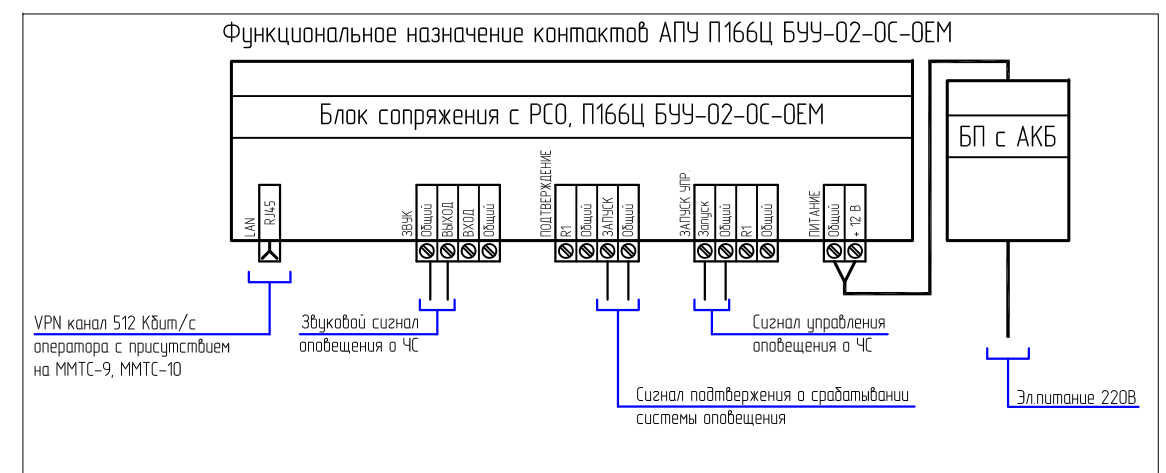 Функциональное назначение контактов АПУ П166Ц БУУ-02-ОС-ОЕМ
Блок сопряжения с РСО, П166Ц БУУ-02-ОС-ОЕМ
БП с АКБ
LAN
RJ45
ЗВУК
Общий
ВЫХОД
ВХОД
Общий
ПОДТВЕРЖДЕНИЕ
R1
Общий
ЗАПУСК
Общий
ЗАПУСК УПР.
Запуск
Общий
R1
Общий
ПИТАНИЕ
Общий
+ 12 В
VPN канал 512 Кбит/с
оператора с присутствием
на ММТС-9, ММТС-10
Звуковой сигнал
оповещения о ЧС
Сигнал управления
оповещения о ЧС
Сигнал подтвержения о срабатывании
системы оповещения
Эл.питание 220В